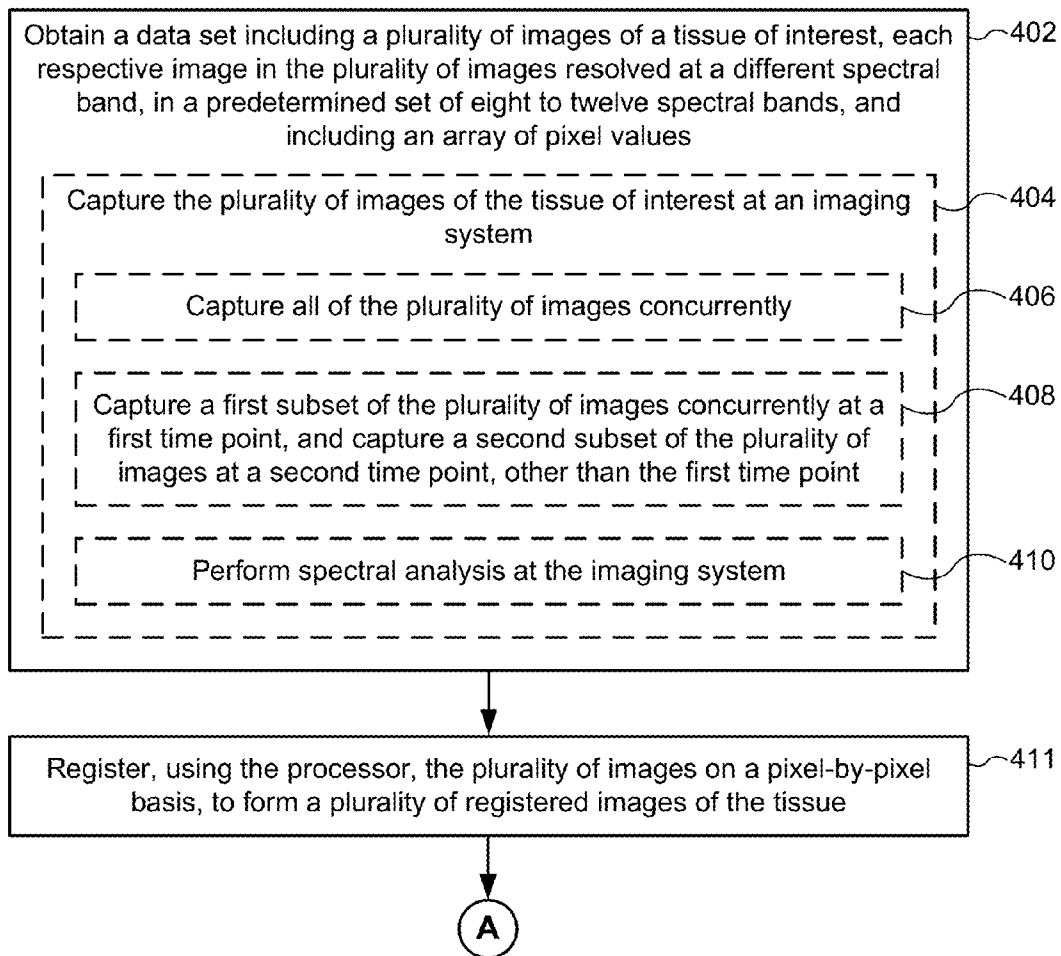 Obtain a data set including a plurality of images of a tissue of interest, each
402
respective image in the plurality of images resolved at a different spectral
band, in a predetermined set of eight to twelve spectral bands, and
including an array of pixel values
Capture the plurality of images of the tissue of interest at an imaging
404
system
Capture all of the plurality of images concurrently
406
Capture a first subset of the plurality of images concurrently at a
408
first time point, and capture a second subset of the plurality of
images at a second time point, other than the first time point
Perform spectral analysis at the imaging system
410
Register, using the processor, the plurality of images on a pixel-by-pixel
411
basis, to form a plurality of registered images of the tissue
A